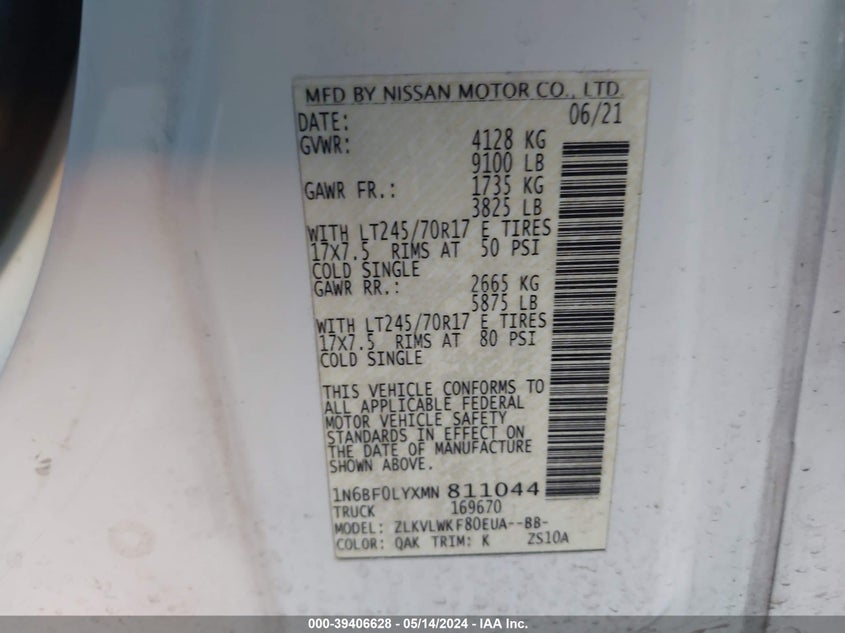 MFD BY NISSAN MOTOR CO., LTD.
DATE: 06/21
GVWR: 4128 KG
9100 LB
GAWR FR.: 1735 KG
3825 LB
WITH LT245/70R17 E TIRES
17X7.5 RIMS AT 50 PSI
COLD SINGLE
GAWR RR.: 2665 KG
5875 LB
WITH LT245/70R17 E TIRES
17X7.5 RIMS AT 80 PSI
COLD SINGLE
THIS VEHICLE CONFORMS TO
ALL APPLICABLE FEDERAL
MOTOR VEHICLE SAFETY
STANDARDS IN EFFECT ON
THE DATE OF MANUFACTURE
SHOWN ABOVE.
1N6BF0LYXMN 811044
TRUCK 169670
MODEL: ZLKVLWKF80EUA--BB-
COLOR: QAK TRIM: K ZS10A
000-39406628 - 05/14/2024 - IAA Inc.